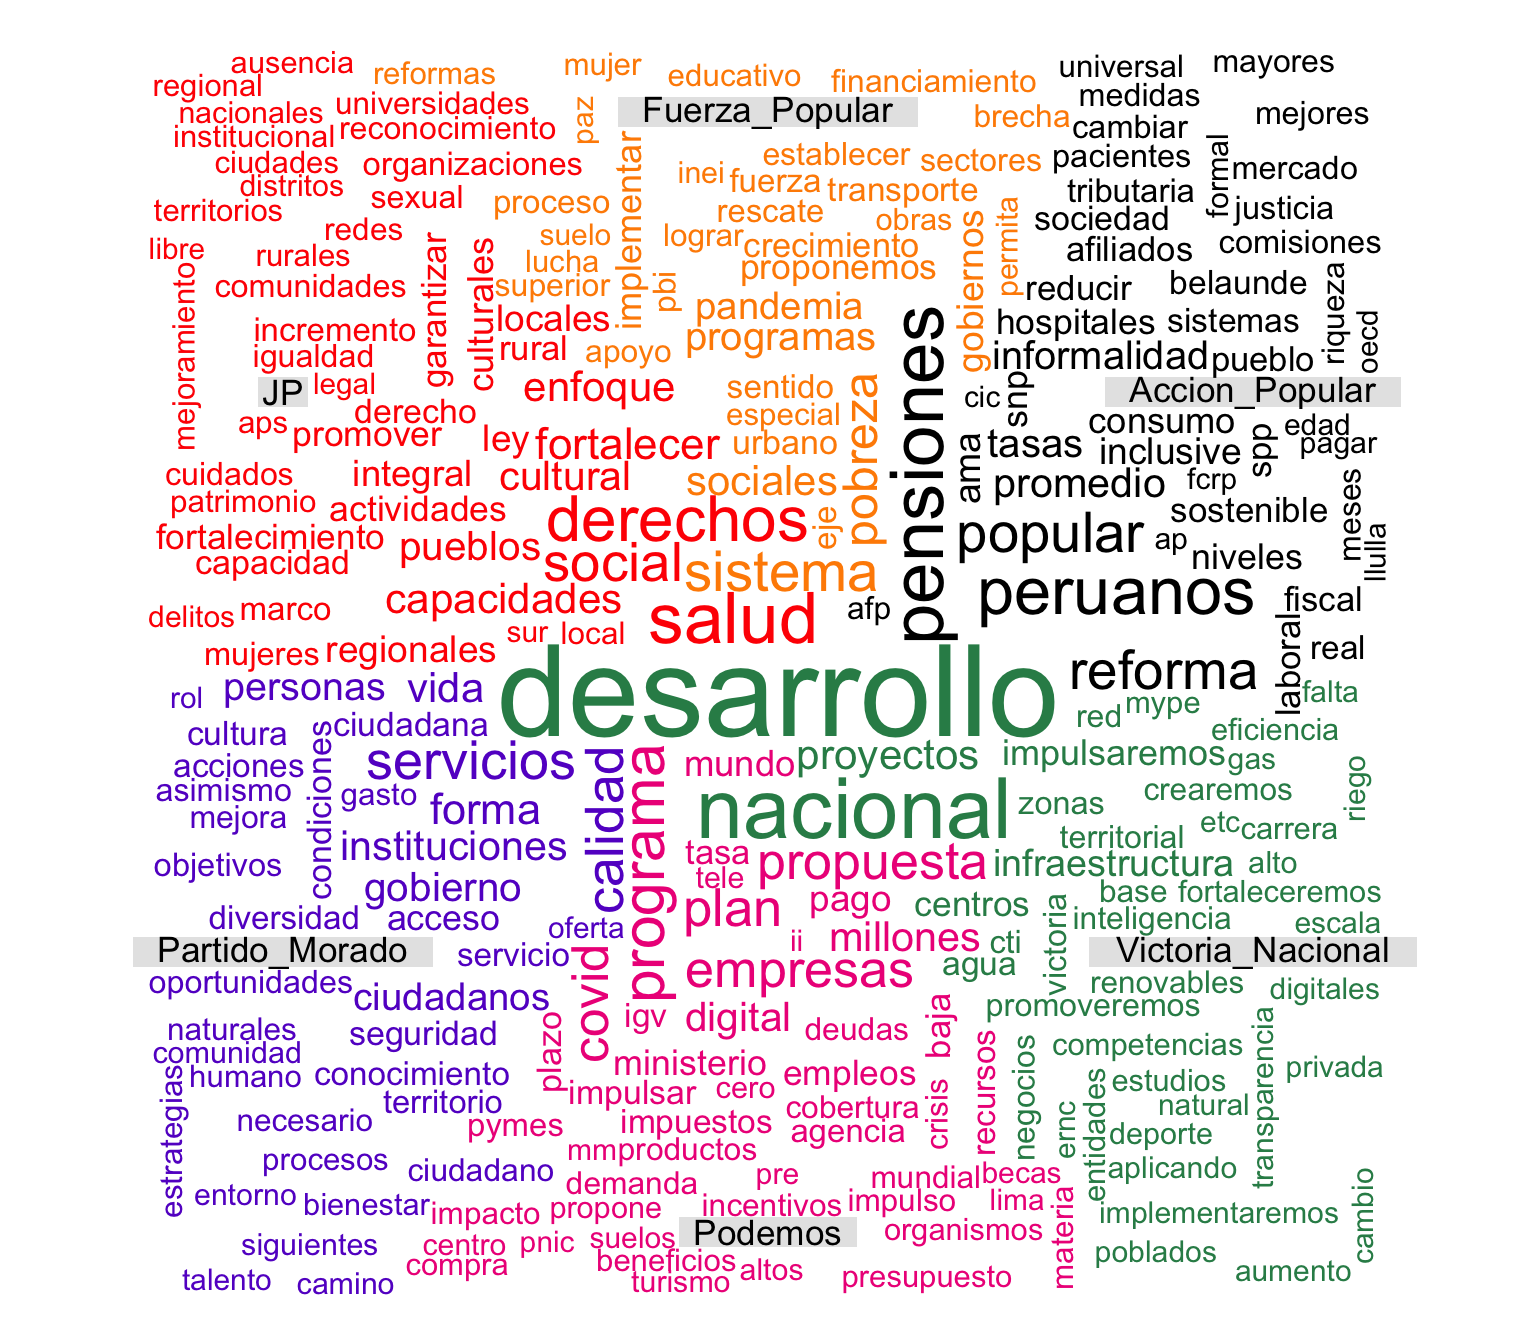 ausencia
reformas
mujer
educativo
financiamiento
universal
mayores
regional
nacionales
universidades
paz
Fuerza_Popular
brecha
medidas
mejores
institucional
reconocimiento
cambiar
ciudades
organizaciones
implementar
inei
establecer
sectores
pacientes
formal
mercado
distritos
sexual
proceso
fuerza
transporte
tributaria
territorios
redes
suelo
rescate
obras
gobiernos
permita
sociedad
justicia
libre
rurales
garantizar
culturales
lucha
lograr
crecimiento
afiliados
comisiones
mejoramiento
comunidades
superior
pbi
proponemos
reducir
belaunde
riqueza
incremento
locales
pandemia
pensiones
hospitales
sistemas
oecd
igualdad
rural
apoyo
programas
informalidad
pueblo
JP
legal
enfoque
sentido
pobreza
cic
snp
Accion_Popular
aps
derecho
especial
consumo
edad
promover
ley
fortalecer
urbano
ama
tasas
inclusive
spp
pagar
cuidados
integral
cultural
sociales
promedio
fcrp
meses
patrimonio
actividades
derechos
eje
popular
sostenible
fortalecimiento
pueblos
ap
niveles
llulla
capacidad
social
sistema
peruanos
fiscal
delitos
marco
capacidades
salud
afp
laboral
real
mujeres
regionales
sur
local
desarrollo
reforma
rol
personas
vida
red
mype
falta
cultura
condiciones
ciudadana
eficiencia
acciones
servicios
calidad
programa
mundo
proyectos
impulsaremos
gas
riego
asimismo
gasto
forma
nacional
zonas
crearemos
mejora
territorial
etc
carrera
objetivos
instituciones
tasa
propuesta
infraestructura
alto
gobierno
tele
base
fortaleceremos
diversidad
acceso
oferta
plan
pago
centros
victoria
inteligencia
escala
Partido_Morado
servicio
covid
ii
millones
cti
Victoria_Nacional
oportunidades
ciudadanos
empresas
agua
renovables
digitales
naturales
seguridad
plazo
igv
digital
deudas
baja
promoveremos
transparencia
comunidad
ministerio
recursos
negocios
competencias
privada
estrategias
humano
conocimiento
impulsar
cero
empleos
crisis
ernc
entidades
estudios
necesario
territorio
pymes
impuestos
cobertura
agencia
natural
deporte
procesos
ciudadano
mmproductos
demanda
pre
mundial
becas
aplicando
entorno
bienestar
impacto
propone
incentivos
impulso
lima
materia
implementaremos
cambio
siguientes
centro
pnic
suelos
Podemos
organismos
poblados
talento
camino
compra
beneficios
turismo
altos
presupuesto
aumento